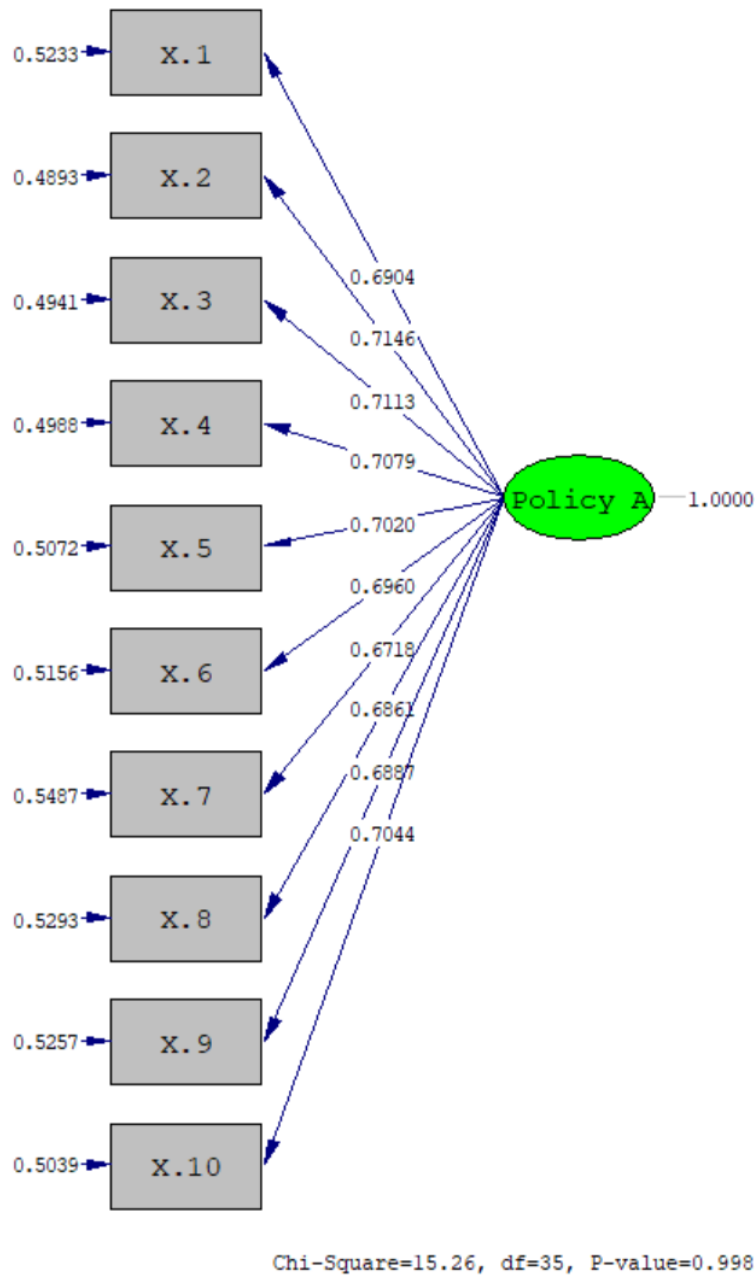 0.5233 X.1
0.4893 X.2
0.6904
0.4941 X.3
0.7146
0.7113
0.4988 X.4
0.7079
Policy A 1.0000
0.7020
0.5072 X.5
0.6960
0.6718
0.5156 X.6
0.6861
0.6887
0.5487 X.7
0.7044
0.5293 X.8
0.5257 X.9
0.5039 X.10
Chi-Square=15.26, df=35, P-value=0.998